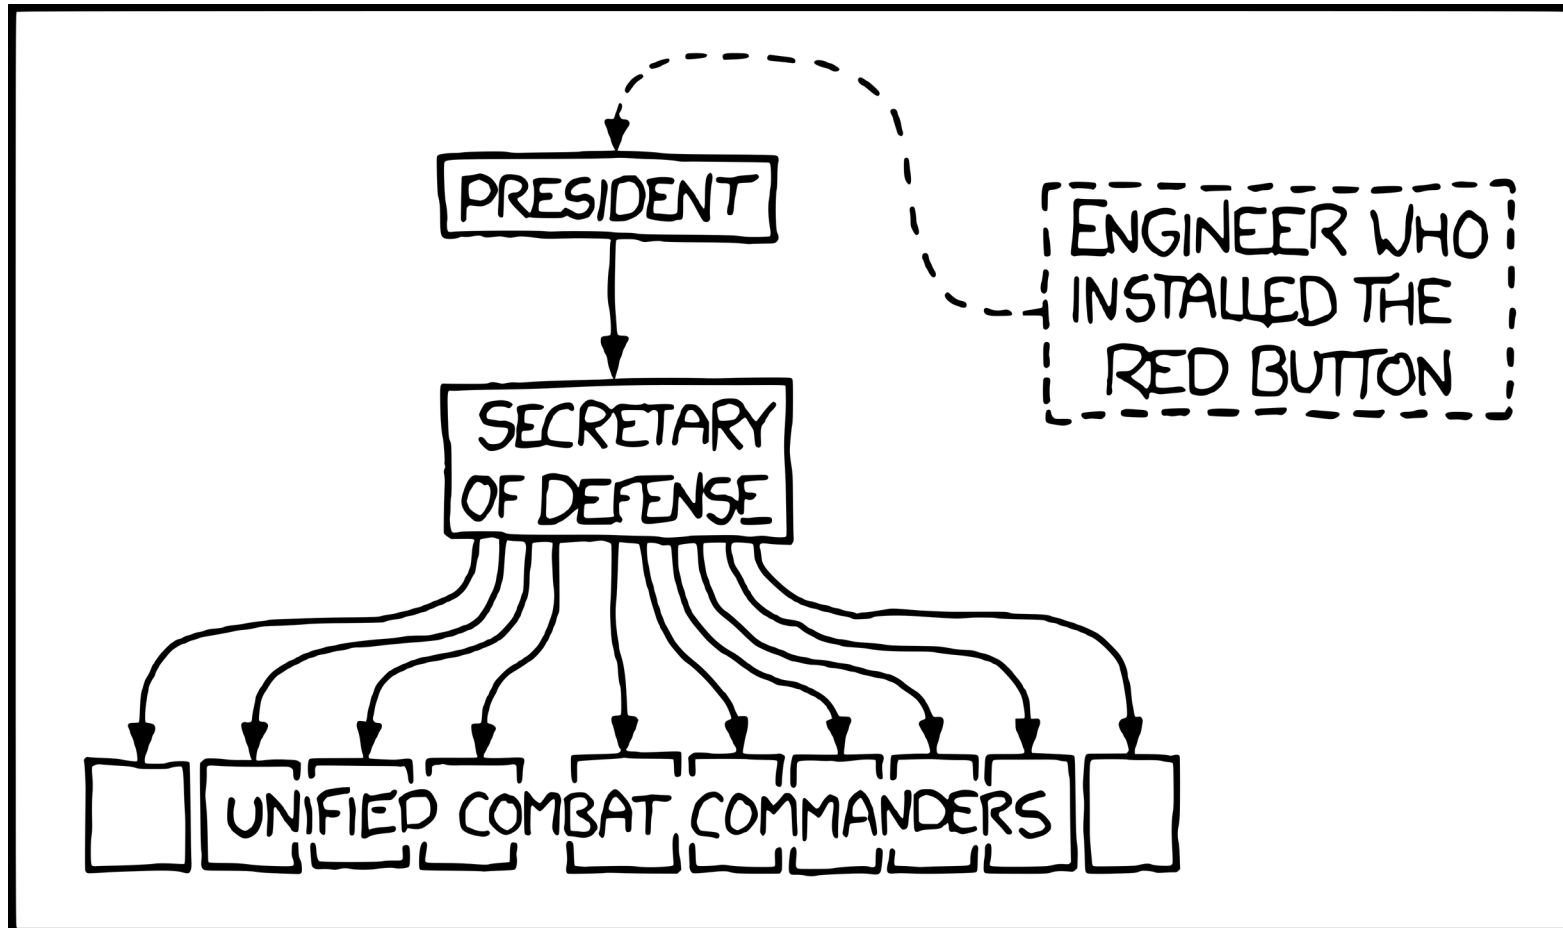 PRESIDENT
ENGINEER WHO
INSTALLED THE
RED BUTTON
SECRETARY
OF DEFENSE
UNIFIED COMBAT COMMANDERS